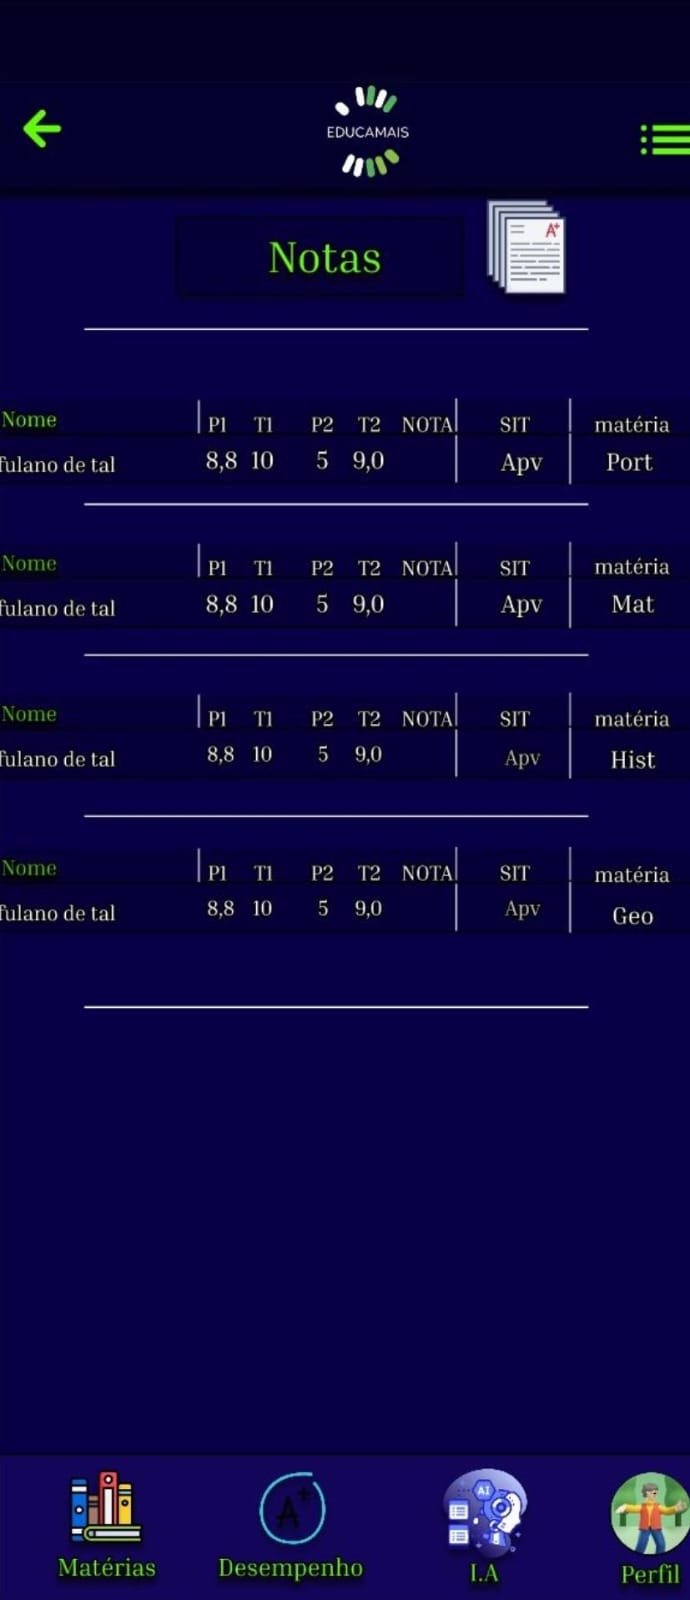 EDUCAMAIS
Notas
A+
Nome P1 T1 P2 T2 NOTA SIT matéria
fulano de tal 8,8 10 5 9,0 Apv Port
Nome P1 T1 P2 T2 NOTA SIT matéria
fulano de tal 8,8 10 5 9,0 Apv Mat
Nome P1 T1 P2 T2 NOTA SIT matéria
fulano de tal 8,8 10 5 9,0 Apv Hist
Nome P1 T1 P2 T2 NOTA SIT matéria
fulano de tal 8,8 10 5 9,0 Apv Geo
A+
AI
Matérias Desempenho I.A Perfil